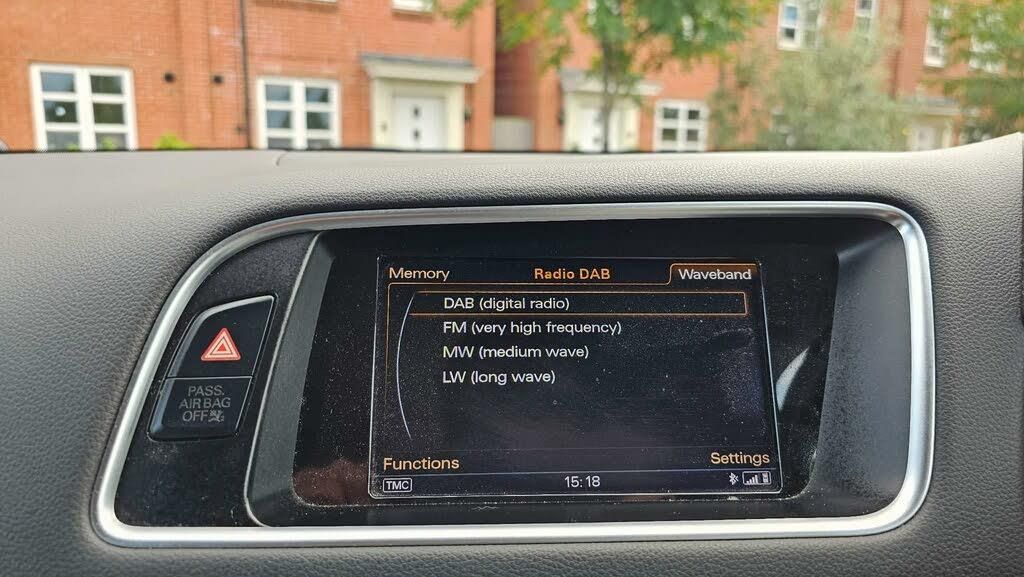 Memory
Radio DAB
Waveband
DAB (digital radio)
FM (very high frequency)
MW (medium wave)
LW (long wave)
Functions
Settings
TMC
15:18
PASS.
AIR BAG
OFF